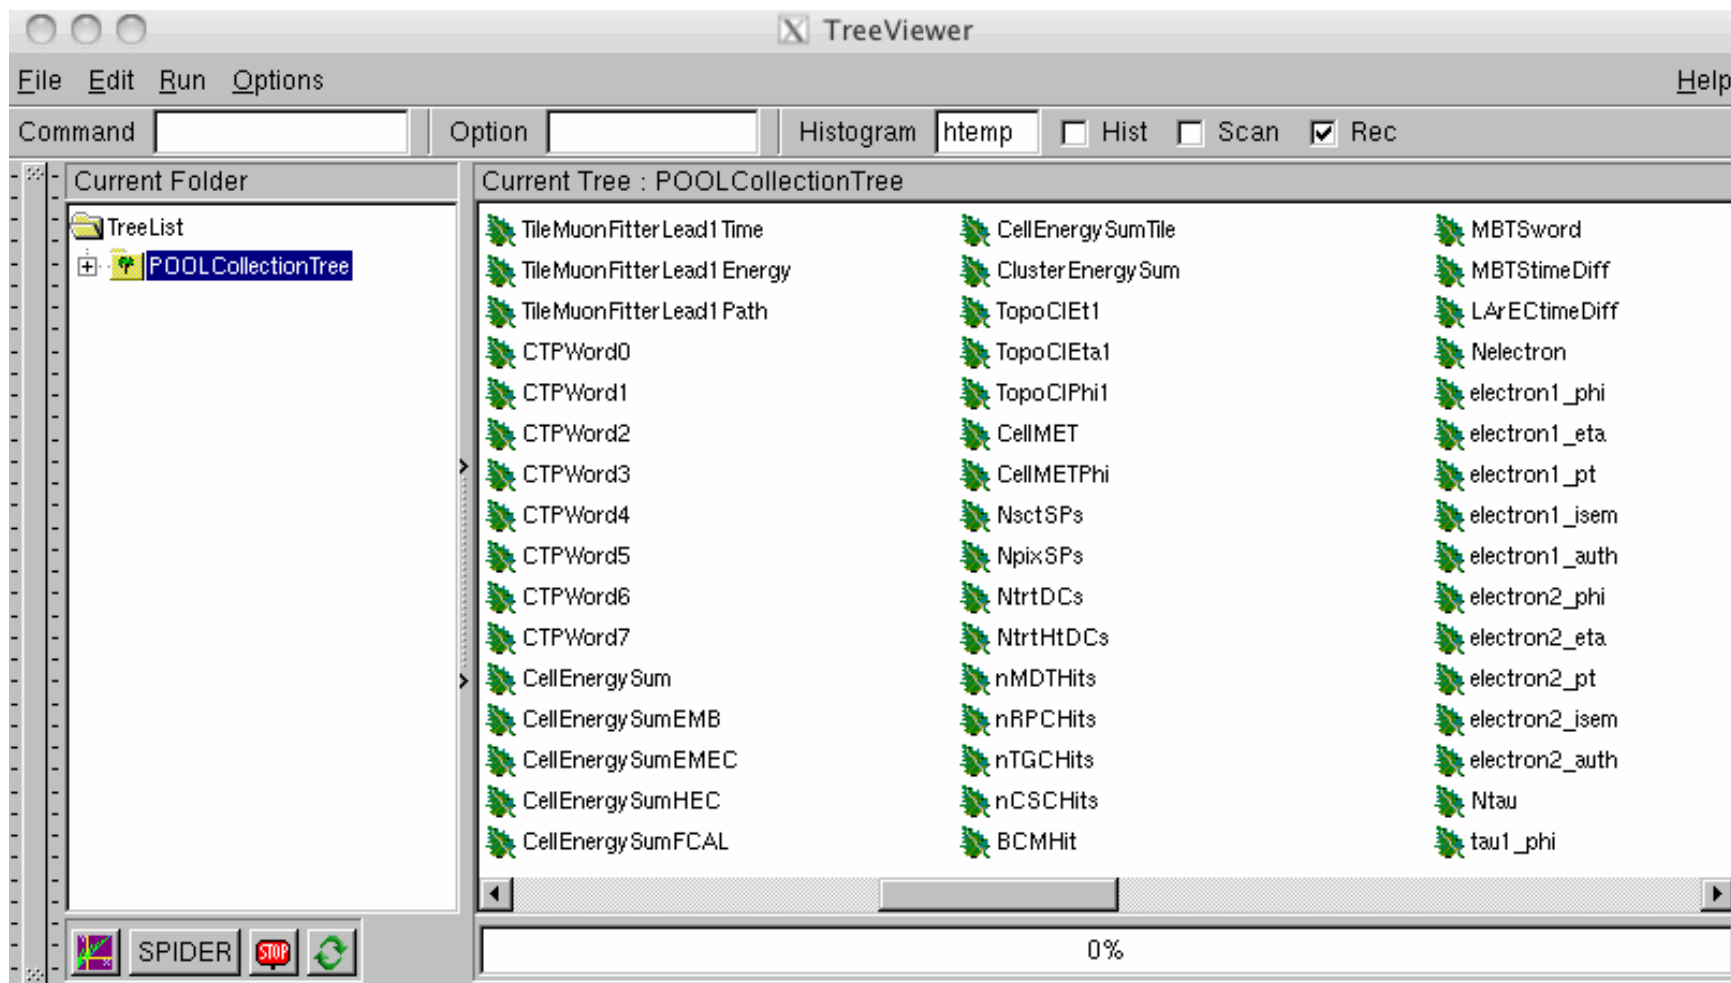 TreeViewer
File Edit Run Options Help
Command Option Histogram htemp Hist Scan Rec
Current Folder
TreeList
POOLCollectionTree
Current Tree : POOLCollectionTree
TileMuonFitterLead1Time
TileMuonFitterLead1Energy
TileMuonFitterLead1Path
CTPWord0
CTPWord1
CTPWord2
CTPWord3
CTPWord4
CTPWord5
CTPWord6
CTPWord7
CellEnergySum
CellEnergySumEMB
CellEnergySumEMEC
CellEnergySumHEC
CellEnergySumFCAL
CellEnergySumTile
ClusterEnergySum
TopoClEt1
TopoClEta1
TopoClPhi1
CellMET
CellMETPhi
NsctSPs
NpixSPs
NtrtDCs
NtrtHtDCs
nMDTHits
nRPCHits
nTGCHits
nCSCHits
BCMHit
MBTSword
MBTStimeDiff
LArECtimeDiff
Nelectron
electron1_phi
electron1_eta
electron1_pt
electron1_isem
electron1_auth
electron2_phi
electron2_eta
electron2_pt
electron2_isem
electron2_auth
Ntau
tau1_phi
SPIDER STOP
0%